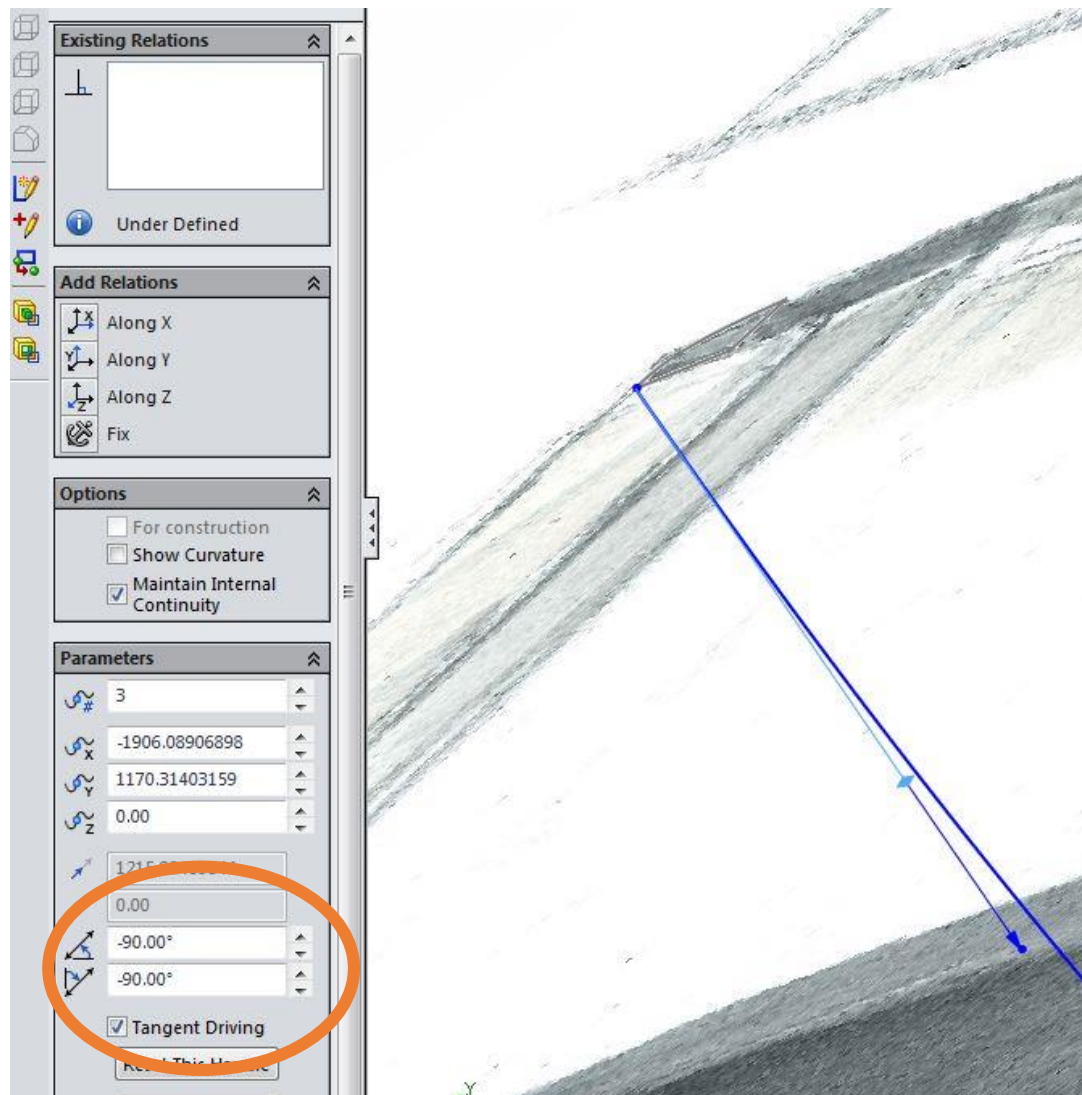 Existing Relations
Under Defined
Add Relations
Along X
Along Y
Along Z
Fix
Options
For construction
Show Curvature
Maintain Internal
Continuity
Parameters
3
-1906.08906898
1170.31403159
0.00
0.00
-90.00°
-90.00°
Tangent Driving
Y